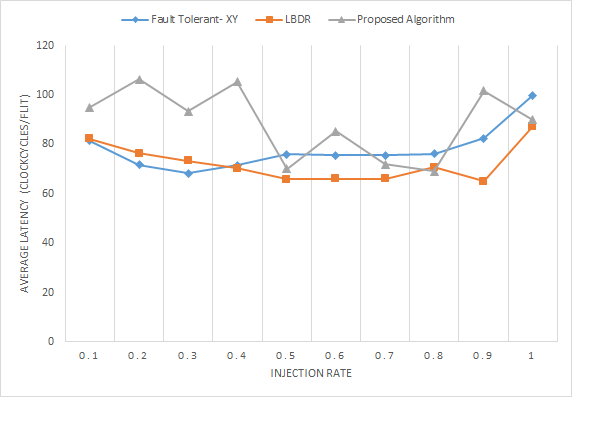 Fault Tolerant- XY LBDR Proposed Algorithm
120
100
80
60
40
20
0
AVERAGE LATENCY (CLOCKCYCLES/FLIT)
0.1 0.2 0.3 0.4 0.5 0.6 0.7 0.8 0.9 1
INJECTION RATE